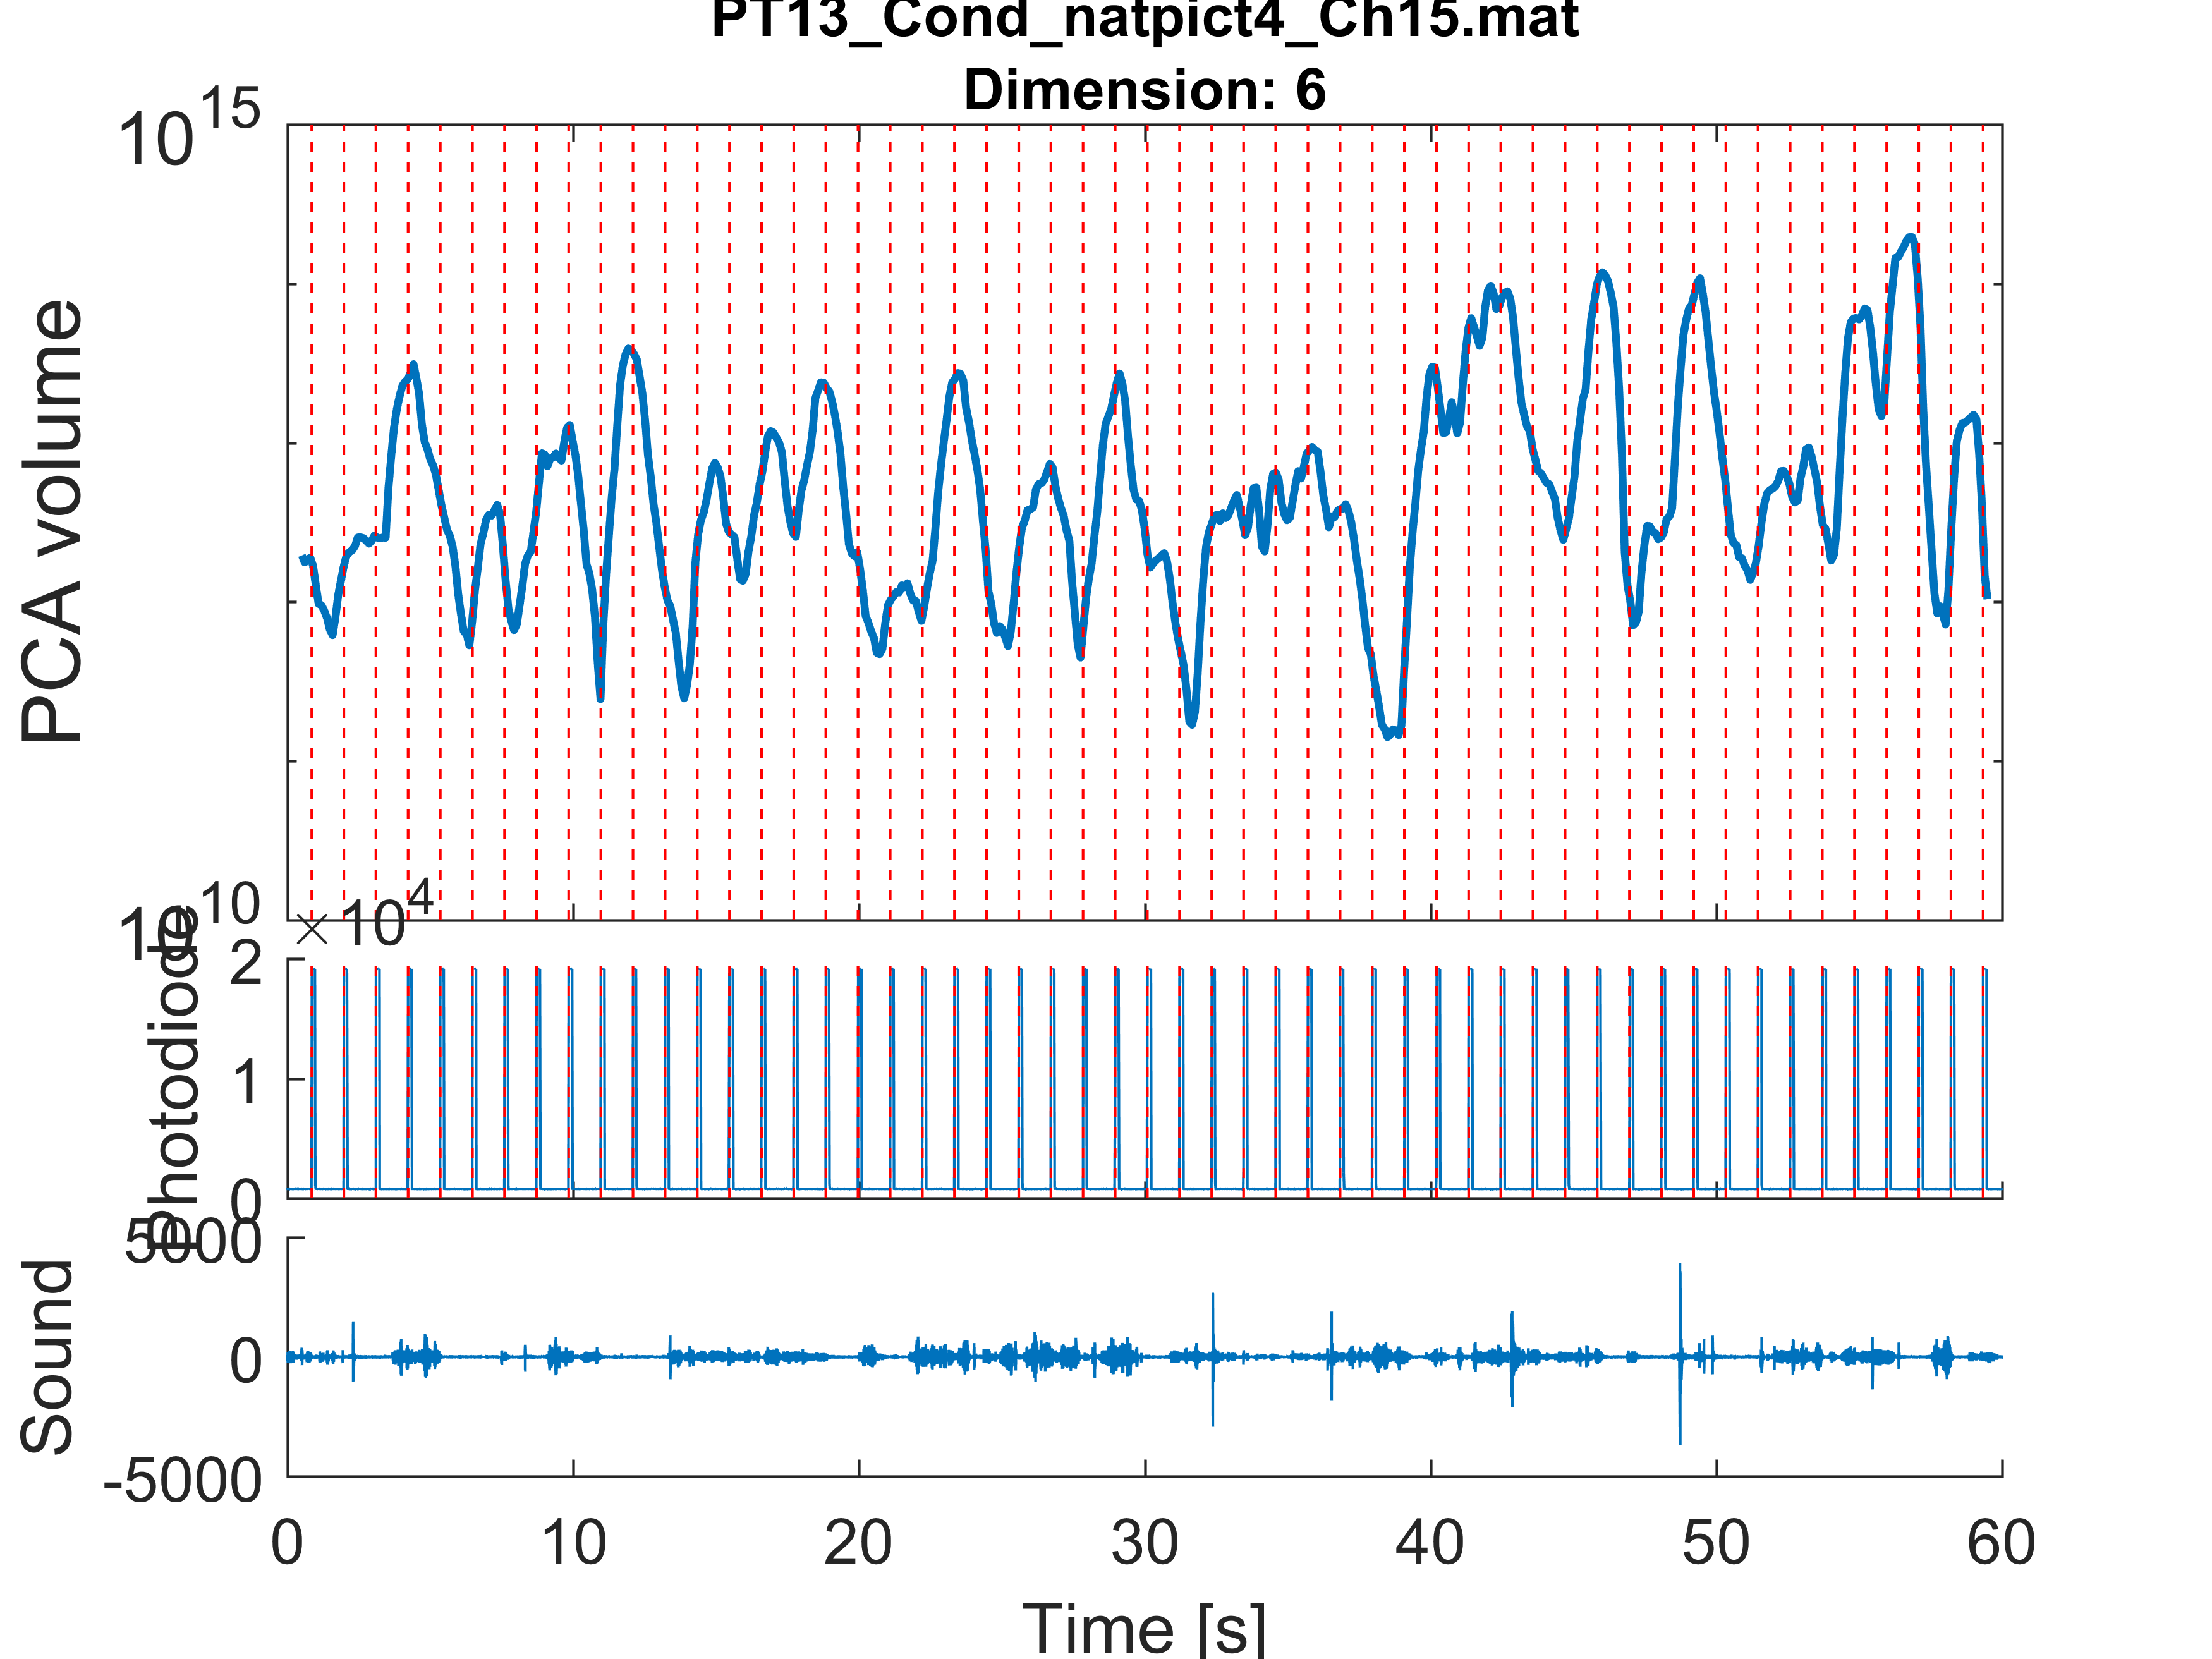 PT13_Cond_natpict4_Ch15.mat
Dimension: 6
10^15
PCA volume
10^10
×10^4
2
1
0
Photodiode
5000
0
-5000
Sound
0 10 20 30 40 50 60
Time [s]